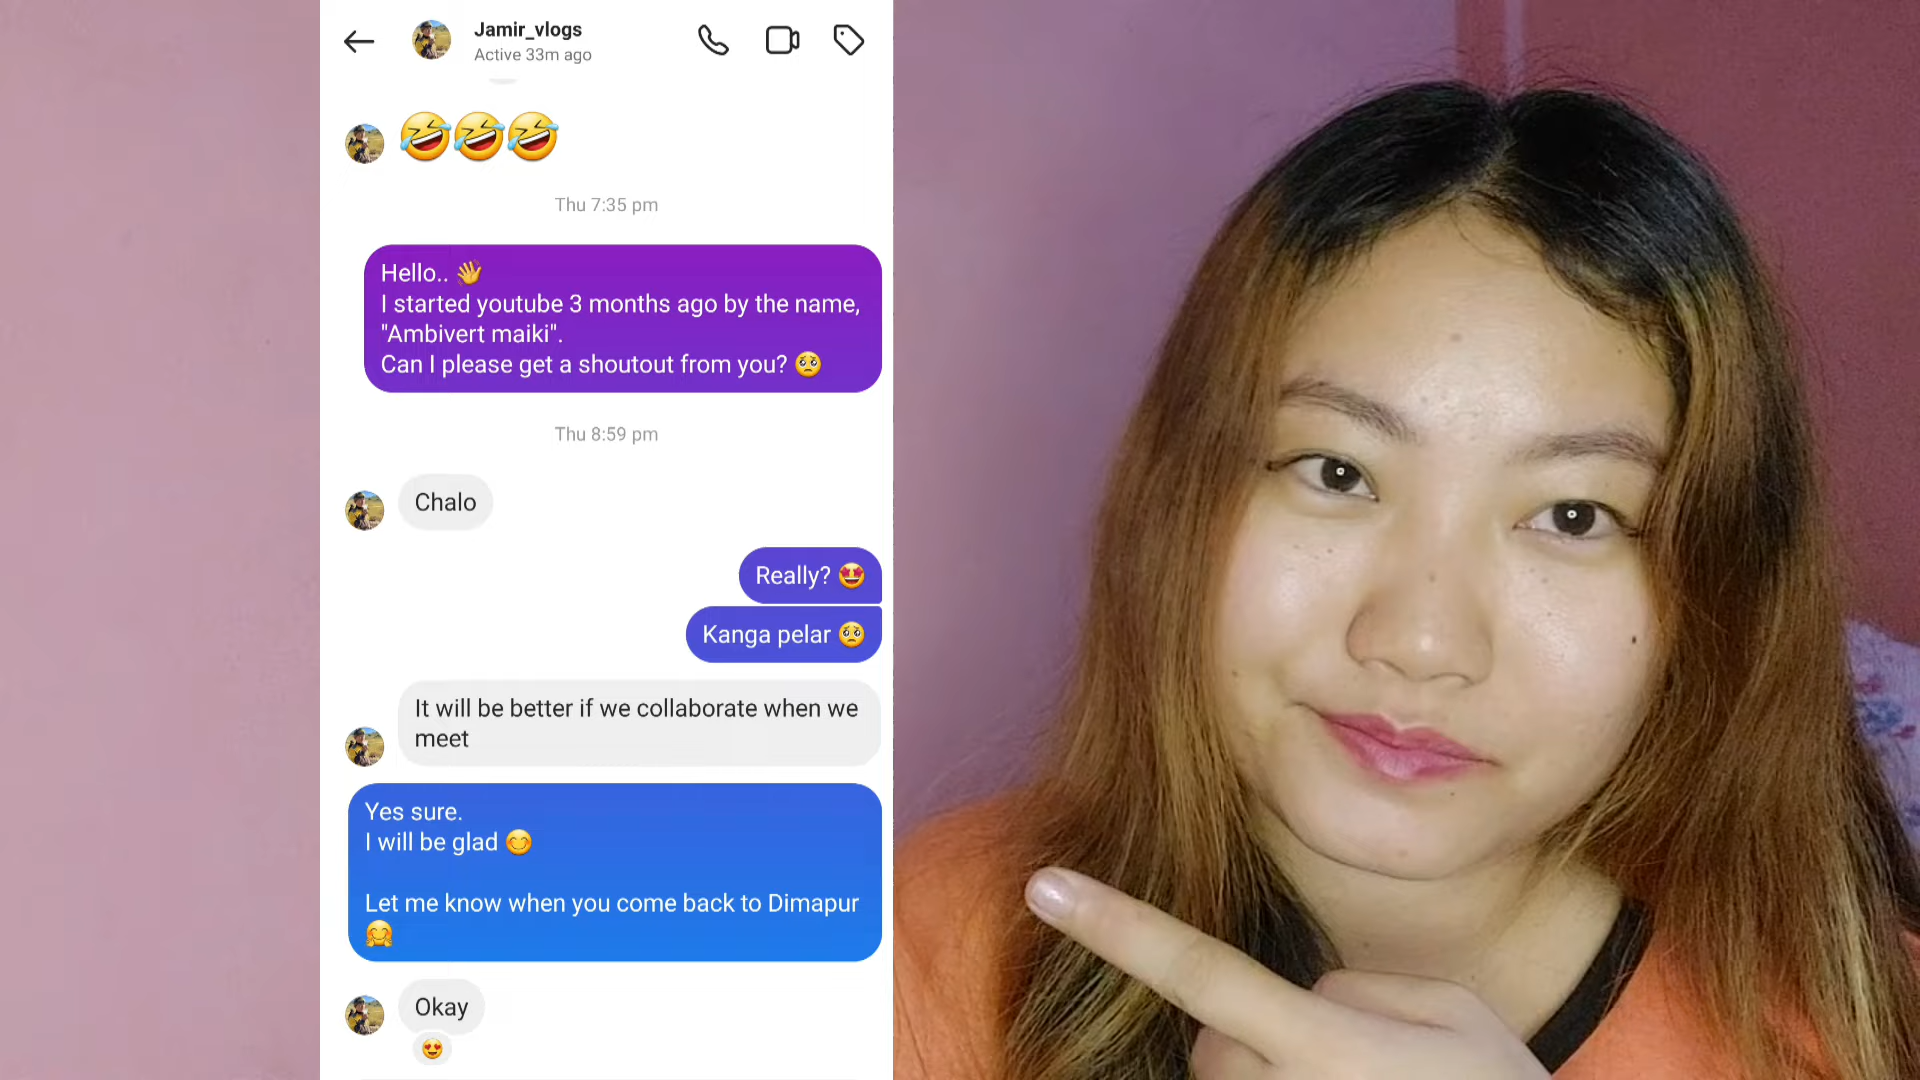 Jamir_vlogs
Active 33m ago
🤣🤣🤣
Thu 7:35 pm
Hello.. 👋
I started youtube 3 months ago by the name,
"Ambivert maiki".
Can I please get a shoutout from you? 🥺
Thu 8:59 pm
Chalo
Really? 🤩
Kanga pelar 🥺
It will be better if we collaborate when we
meet
Yes sure.
I will be glad 😊
Let me know when you come back to Dimapur
🤗
Okay
😍